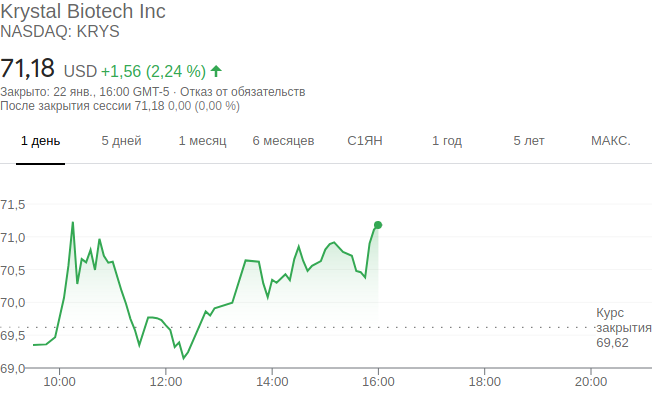 Krystal Biotech Inc
NASDAQ: KRYS
71,18 USD +1,56 (2,24 %)
Закрыто: 22 янв., 16:00 GMT-5 · Отказ от обязательств
После закрытия сессии 71,18 0,00 (0,00 %)
1 день 5 дней 1 месяц 6 месяцев С1ЯН 1 год 5 лет МАКС.
71,5
71,0
70,5
70,0
69,5
69,0
Курс
закрытия
69,62
10:00 12:00 14:00 16:00 18:00 20:00